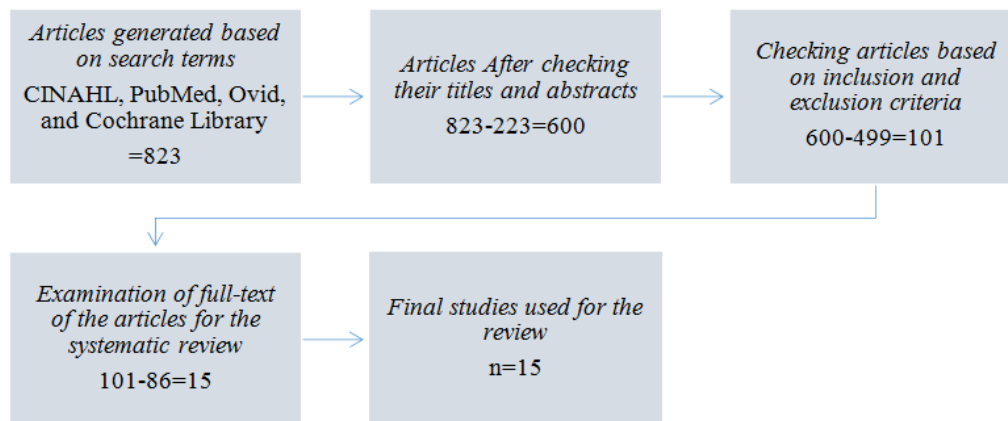 Articles generated based
on search terms
CINAHL, PubMed, Ovid,
and Cochrane Library
=823
Articles After checking
their titles and abstracts
823-223=600
Checking articles based
on inclusion and
exclusion criteria
600-499=101
Examination of full-text
of the articles for the
systematic review
101-86=15
Final studies used for the
review
n=15